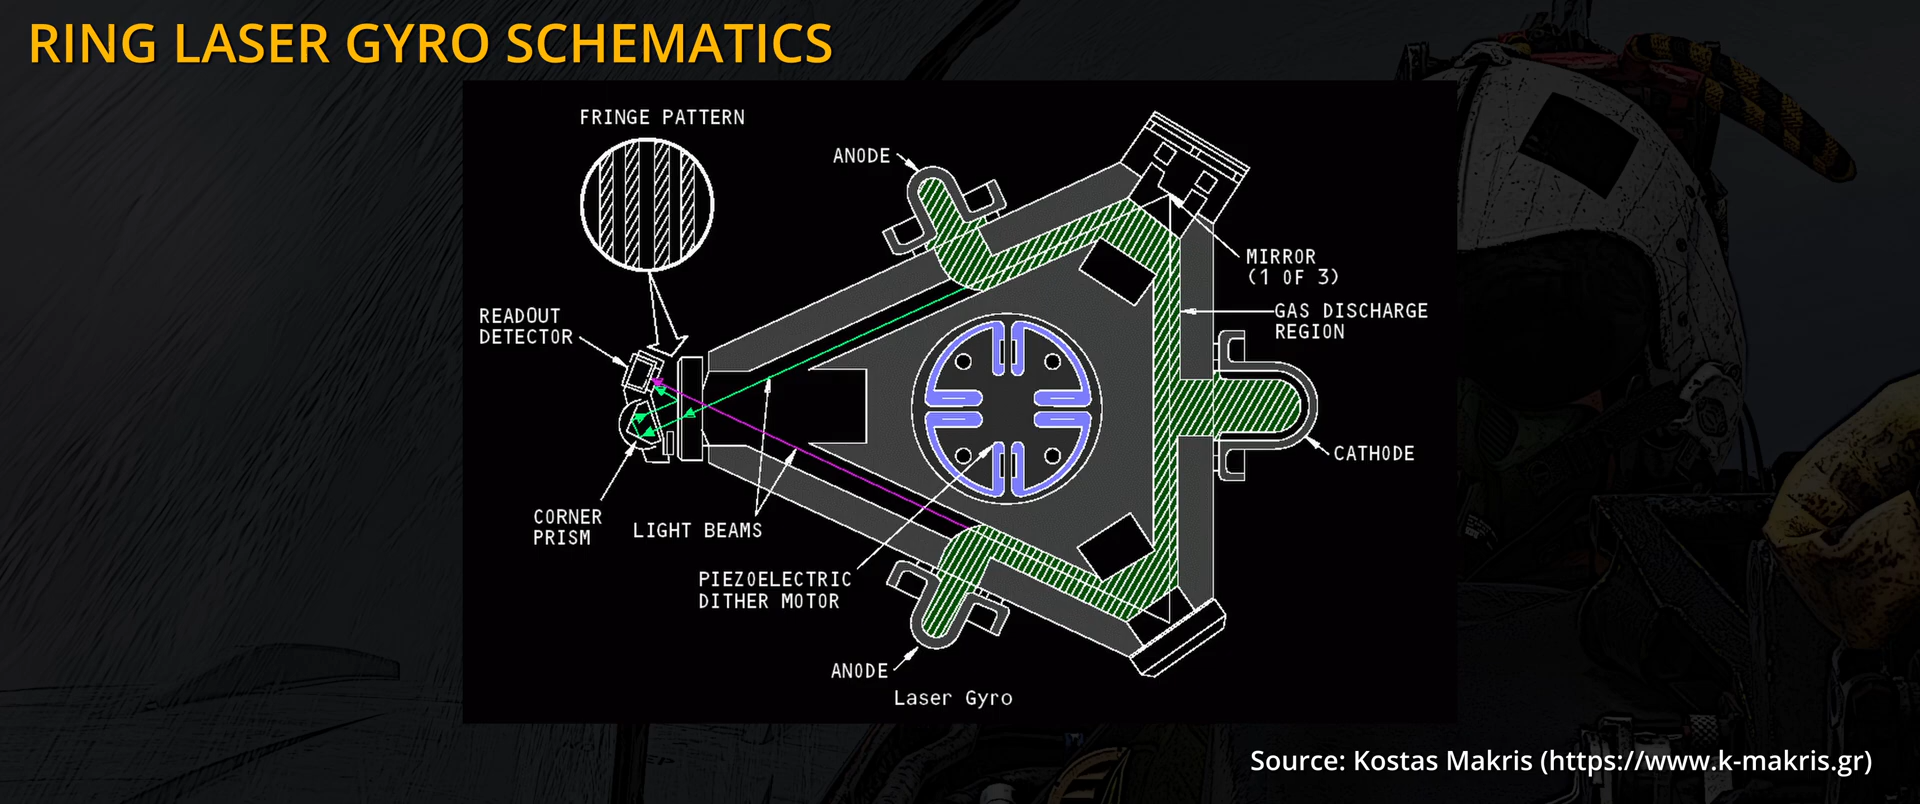 RING LASER GYRO SCHEMATICS
FRINGE PATTERN
ANODE
MIRROR
(1 OF 3)
READOUT
DETECTOR
GAS DISCHARGE
REGION
CATHODE
CORNER
PRISM
LIGHT BEAMS
PIEZOELECTRIC
DITHER MOTOR
ANODE
Laser Gyro
Source: Kostas Makris (https://www.k-makris.gr)